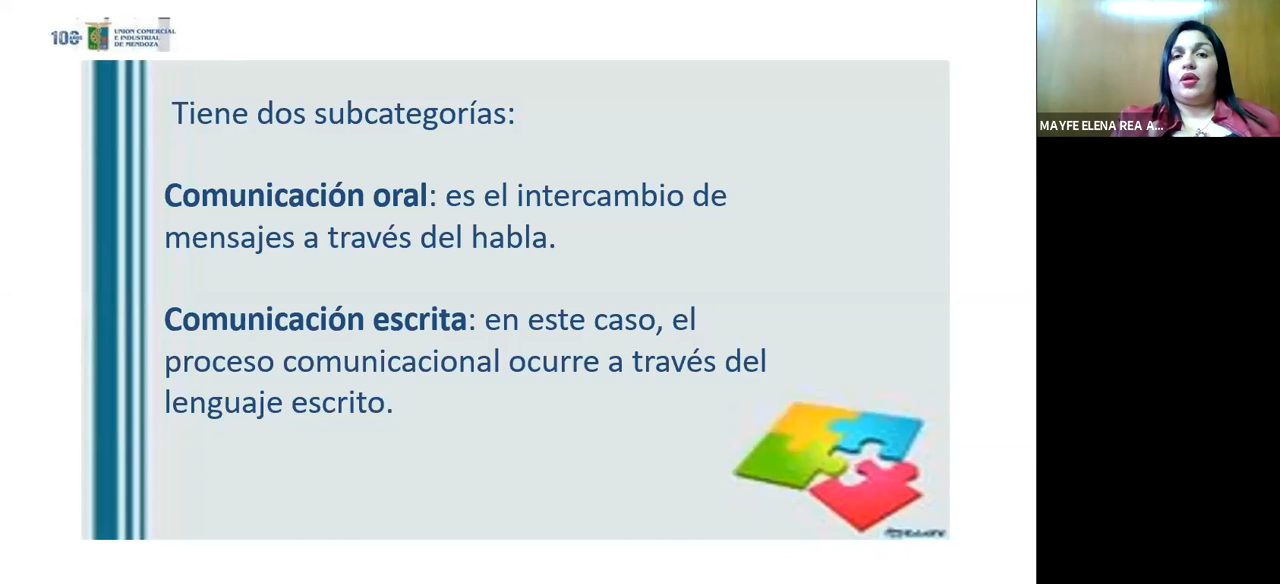 100 AÑOS
UNION COMERCIAL
E INDUSTRIAL
DE MENDOZA
Tiene dos subcategorías:
Comunicación oral: es el intercambio de
mensajes a través del habla.
Comunicación escrita: en este caso, el
proceso comunicacional ocurre a través del
lenguaje escrito.
MAYFE ELENA REA A...